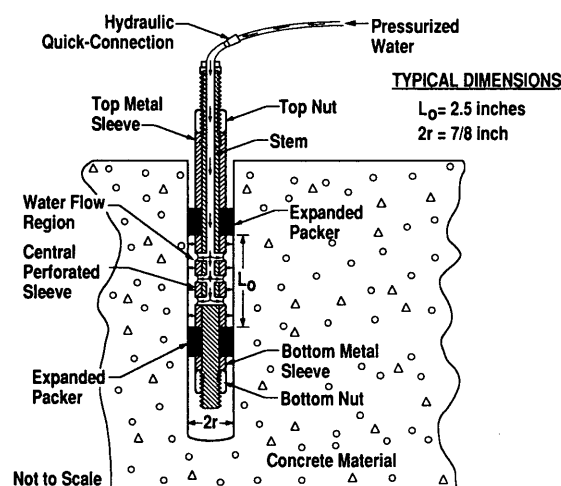 Hydraulic
Quick-Connection
Pressurized
Water
TYPICAL DIMENSIONS
L₀= 2.5 inches
2r = 7/8 inch
Top Metal
Sleeve
Top Nut
Stem
Water Flow
Region
Expanded
Packer
Central
Perforated
Sleeve
L₀
Expanded
Packer
Bottom Metal
Sleeve
Bottom Nut
2r
Concrete Material
Not to Scale